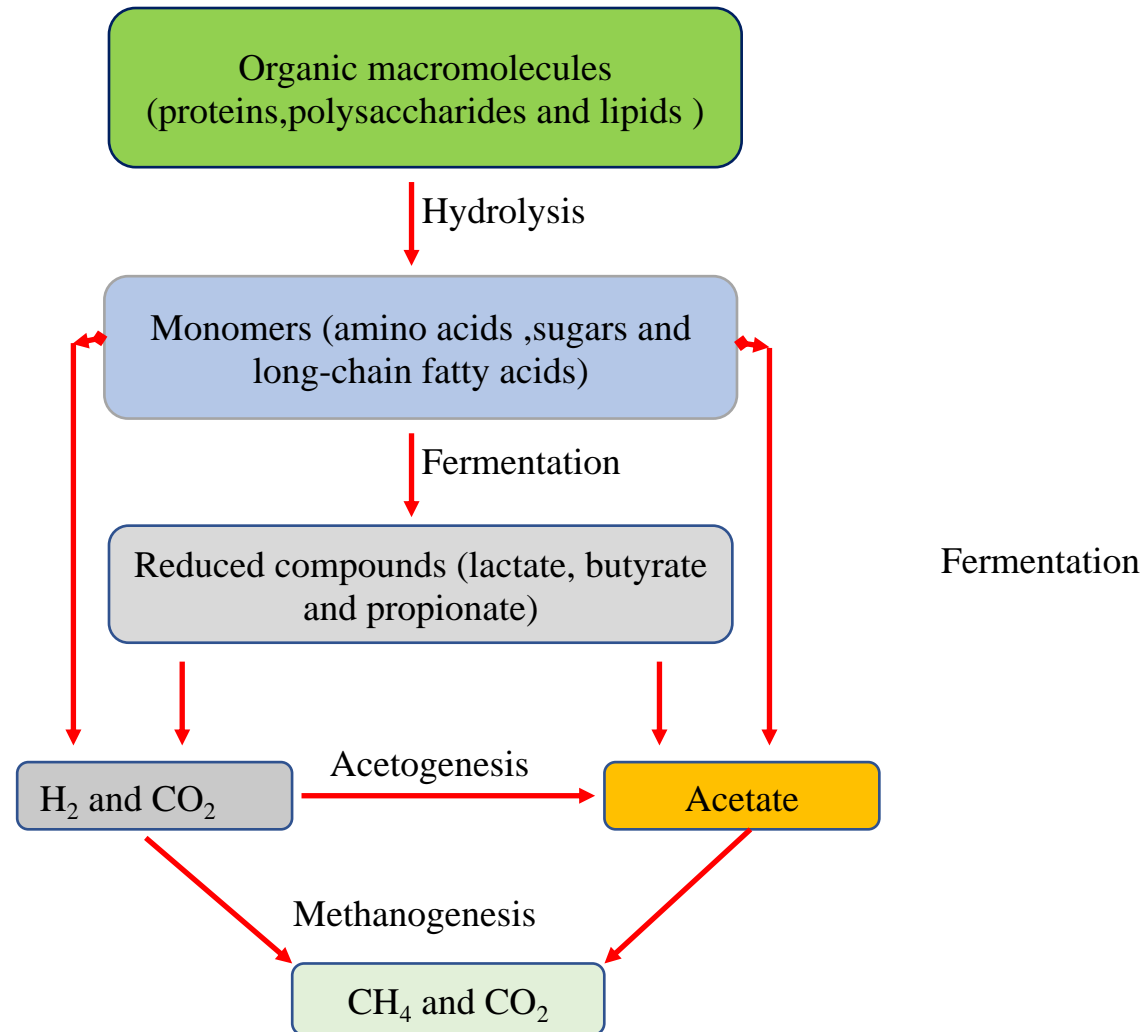 Organic macromolecules
(proteins,polysaccharides and lipids )
Hydrolysis
Monomers (amino acids ,sugars and
long-chain fatty acids)
Fermentation
Reduced compounds (lactate, butyrate
and propionate)
Fermentation
Acetogenesis
H₂ and CO₂
Acetate
Methanogenesis
CH₄ and CO₂